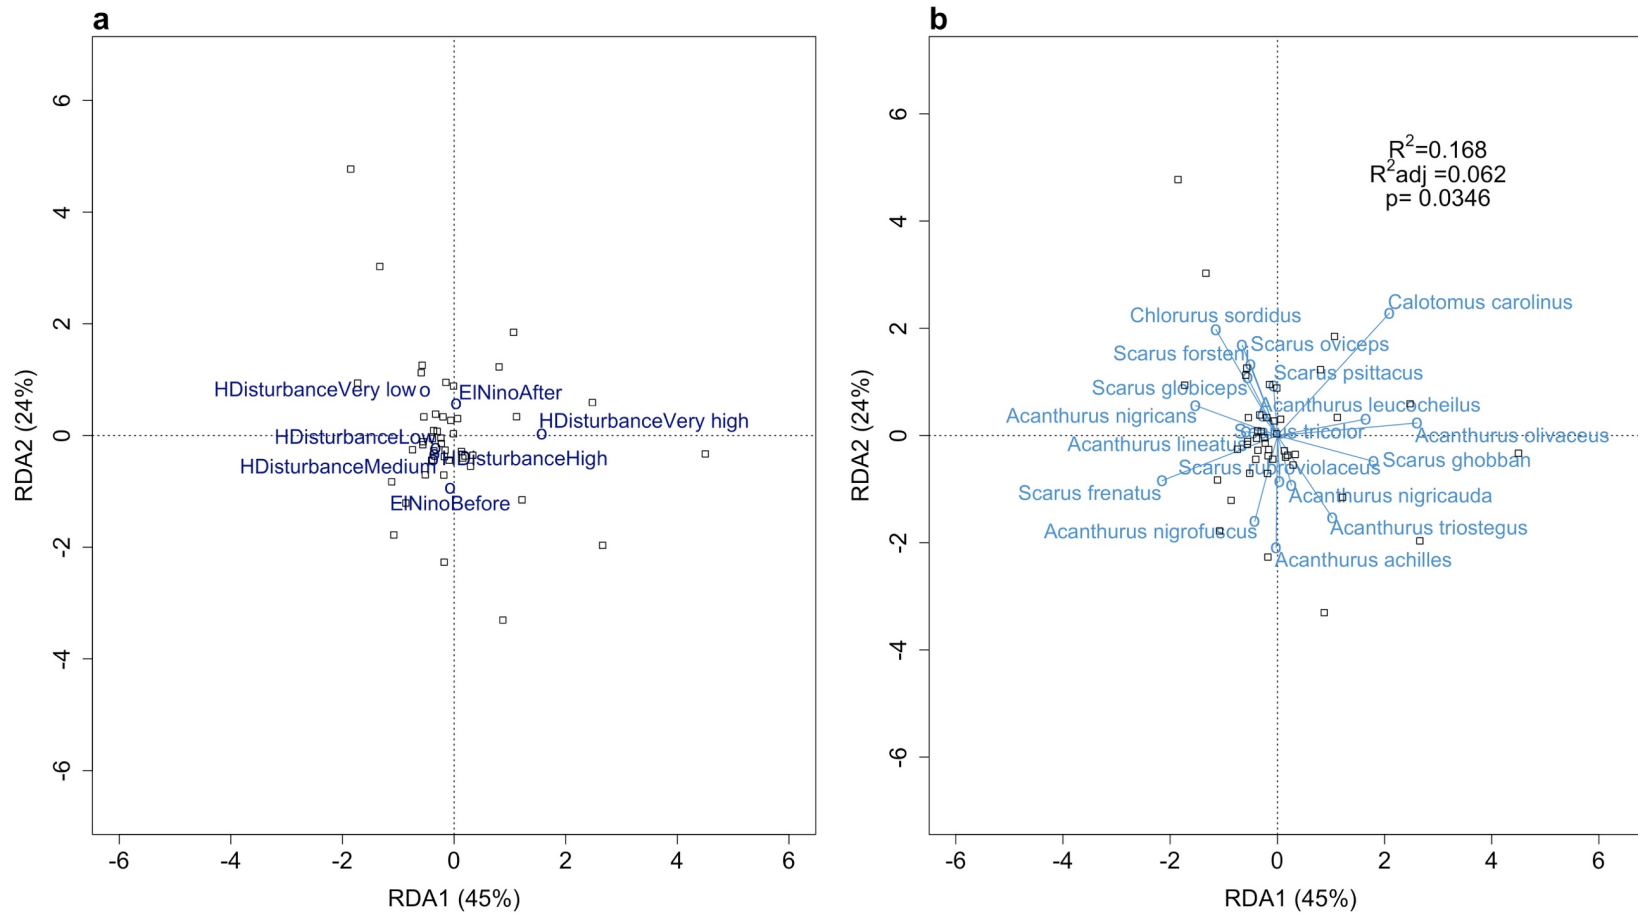 a
RDA2 (24%)
6
4
2
0
-2
-4
-6
-6
-4
-2
0
2
4
6
RDA1 (45%)
HDisturbanceVery low
ElNinoAfter
HDisturbanceVery high
HDisturbanceLow
HDisturbanceHigh
HDisturbanceMedium
ElNinoBefore
b
RDA2 (24%)
6
4
2
0
-2
-4
-6
-6
-4
-2
0
2
4
6
RDA1 (45%)
R2=0.168
R2adj =0.062
p= 0.0346
Calotomus carolinus
Chlorurus sordidus
Scarus oviceps
Scarus forsteni
Scarus psittacus
Scarus globiceps
Acanthurus leucocheilus
Acanthurus nigricans
Scarus tricolor
Acanthurus olivaceus
Acanthurus lineatus
Scarus ghobban
Scarus rubroviolaceus
Scarus frenatus
Acanthurus nigricauda
Acanthurus nigrofuscus
Acanthurus triostegus
Acanthurus achilles